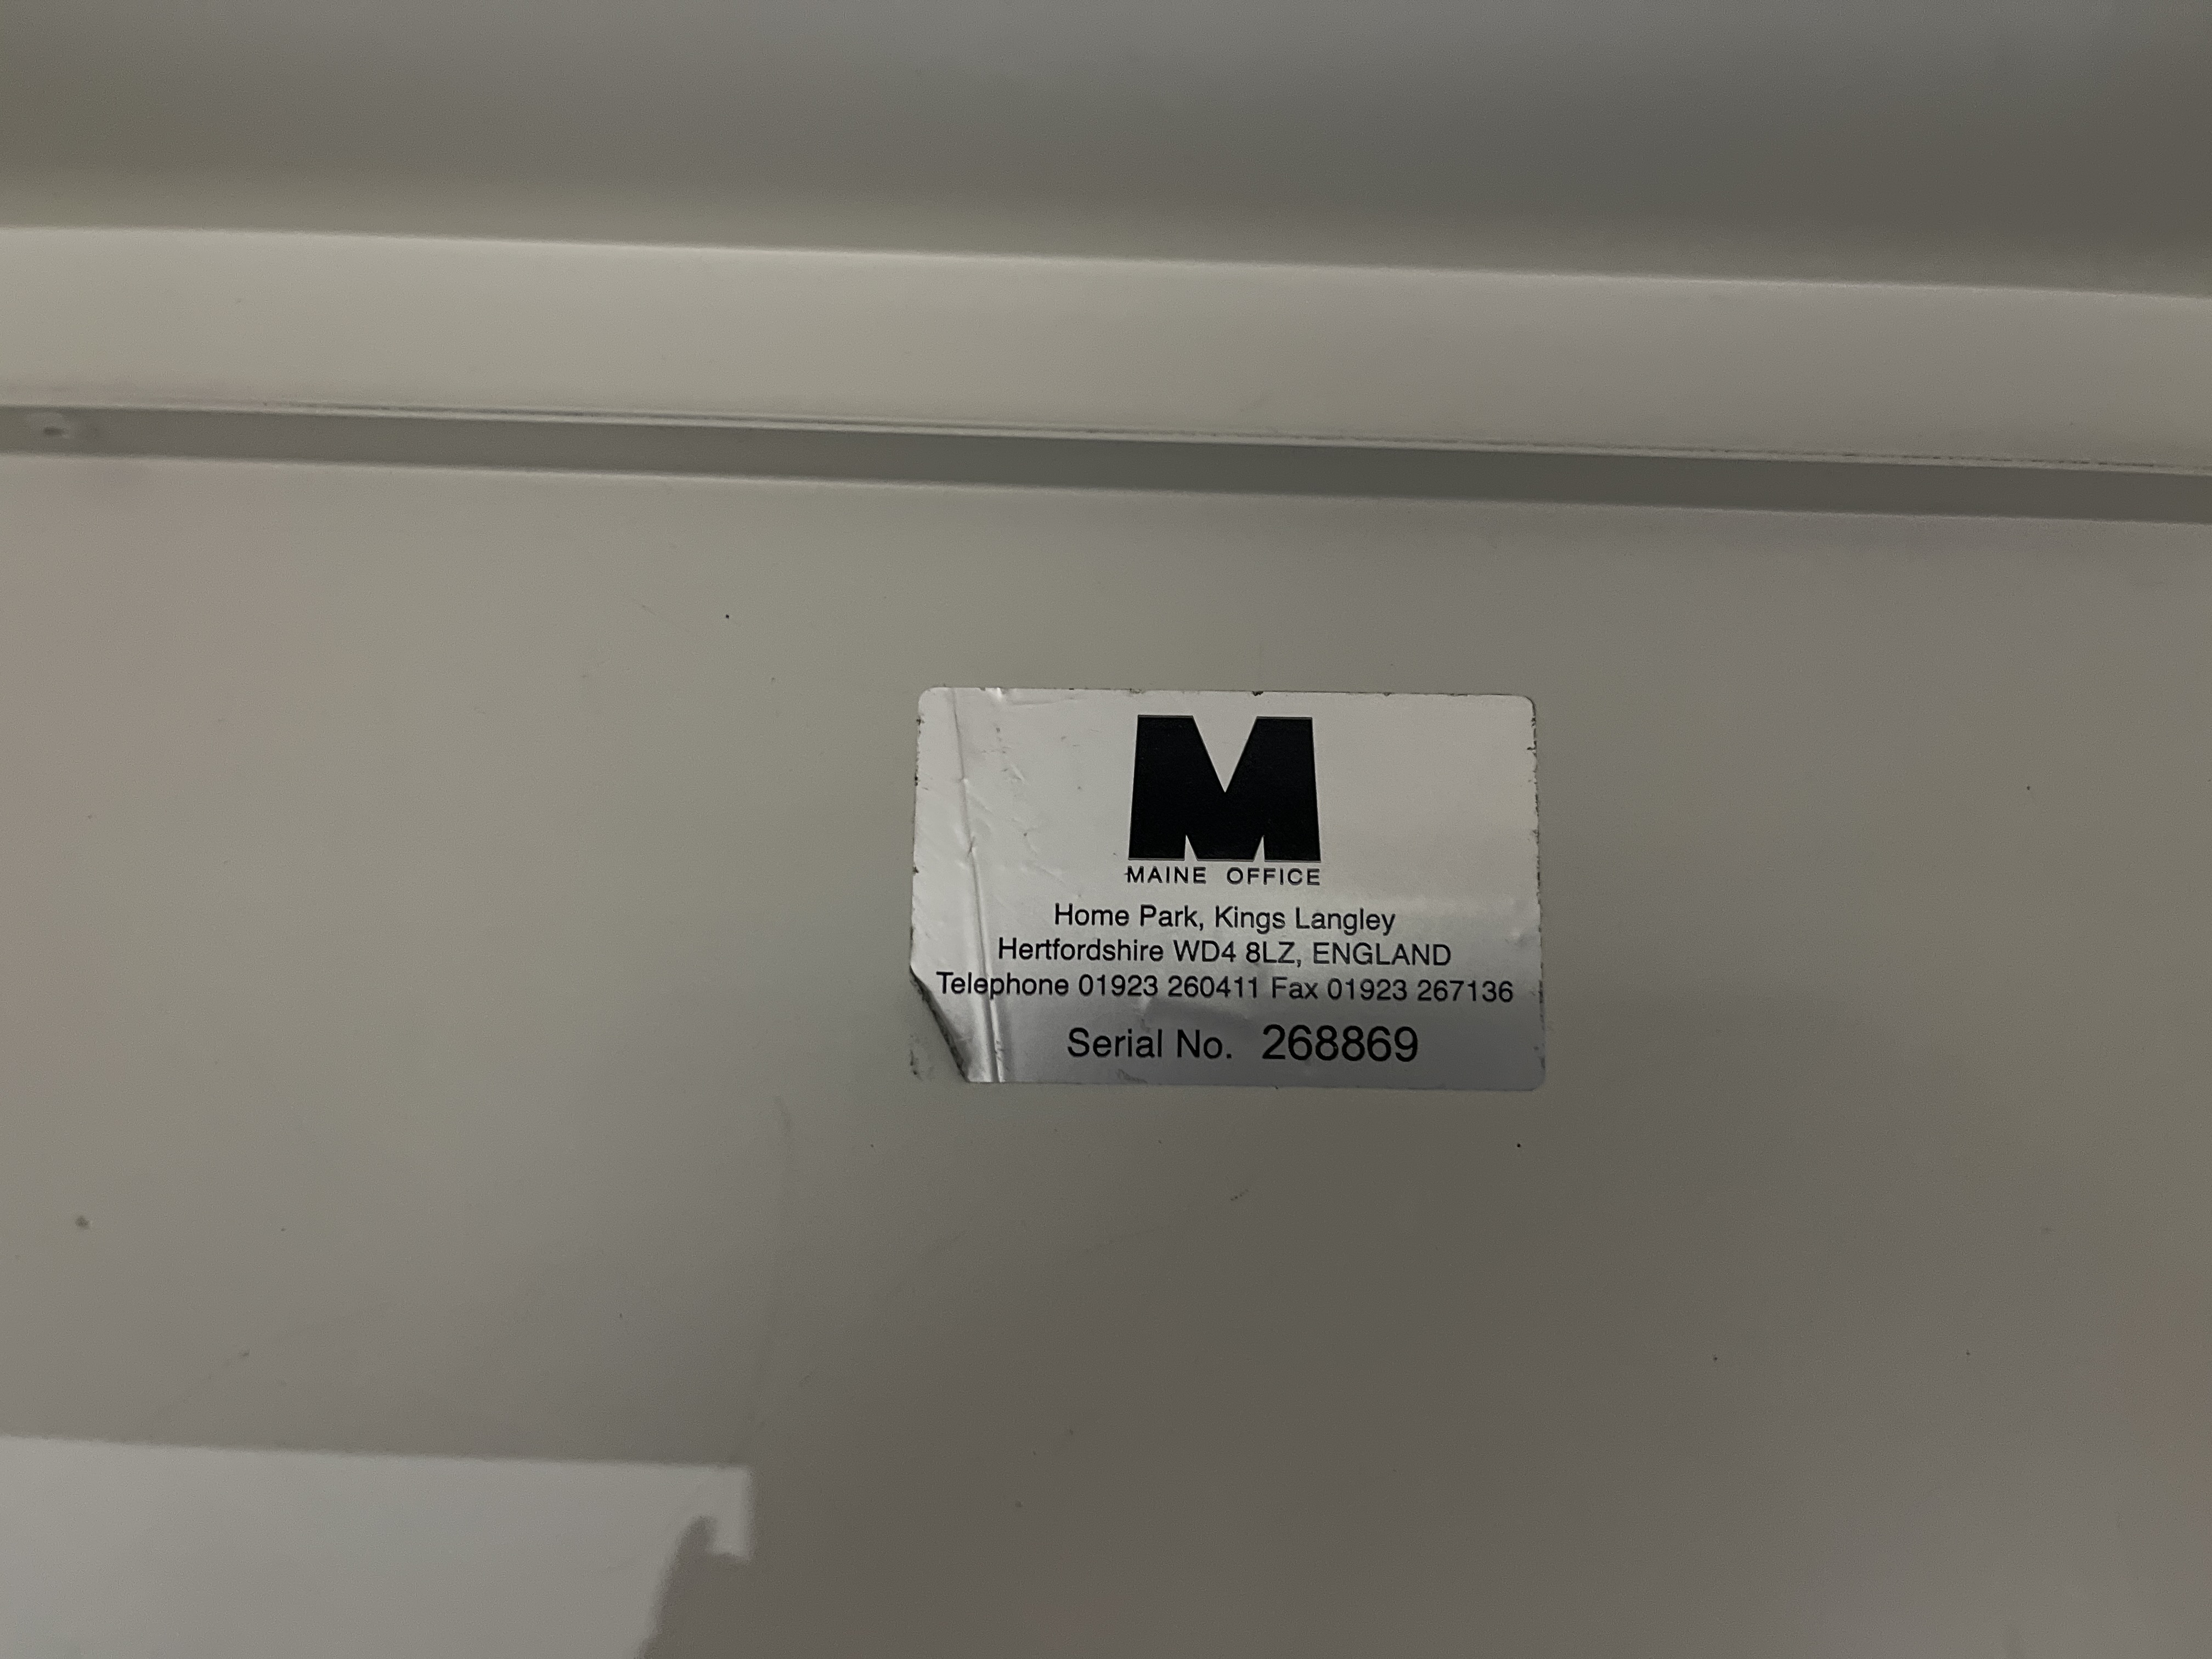 M
MAINE OFFICE
Home Park, Kings Langley
Hertfordshire WD4 8LZ, ENGLAND
Telephone 01923 260411 Fax 01923 267136
Serial No. 268869